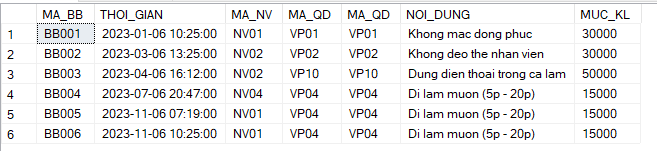 MA_BB THOI_GIAN MA_NV MA_QD MA_QD NOI_DUNG MUC_KL
1 BB001 2023-01-06 10:25:00 NV01 VP01 VP01 Khong mac dong phuc 30000
2 BB002 2023-03-06 13:25:00 NV02 VP02 VP02 Khong deo the nhan vien 30000
3 BB003 2023-04-06 16:12:00 NV02 VP10 VP10 Dung dien thoai trong ca lam 50000
4 BB004 2023-07-06 20:47:00 NV04 VP04 VP04 Di lam muon (5p - 20p) 15000
5 BB005 2023-11-06 07:19:00 NV01 VP04 VP04 Di lam muon (5p - 20p) 15000
6 BB006 2023-11-06 10:25:00 NV01 VP04 VP04 Di lam muon (5p - 20p) 15000